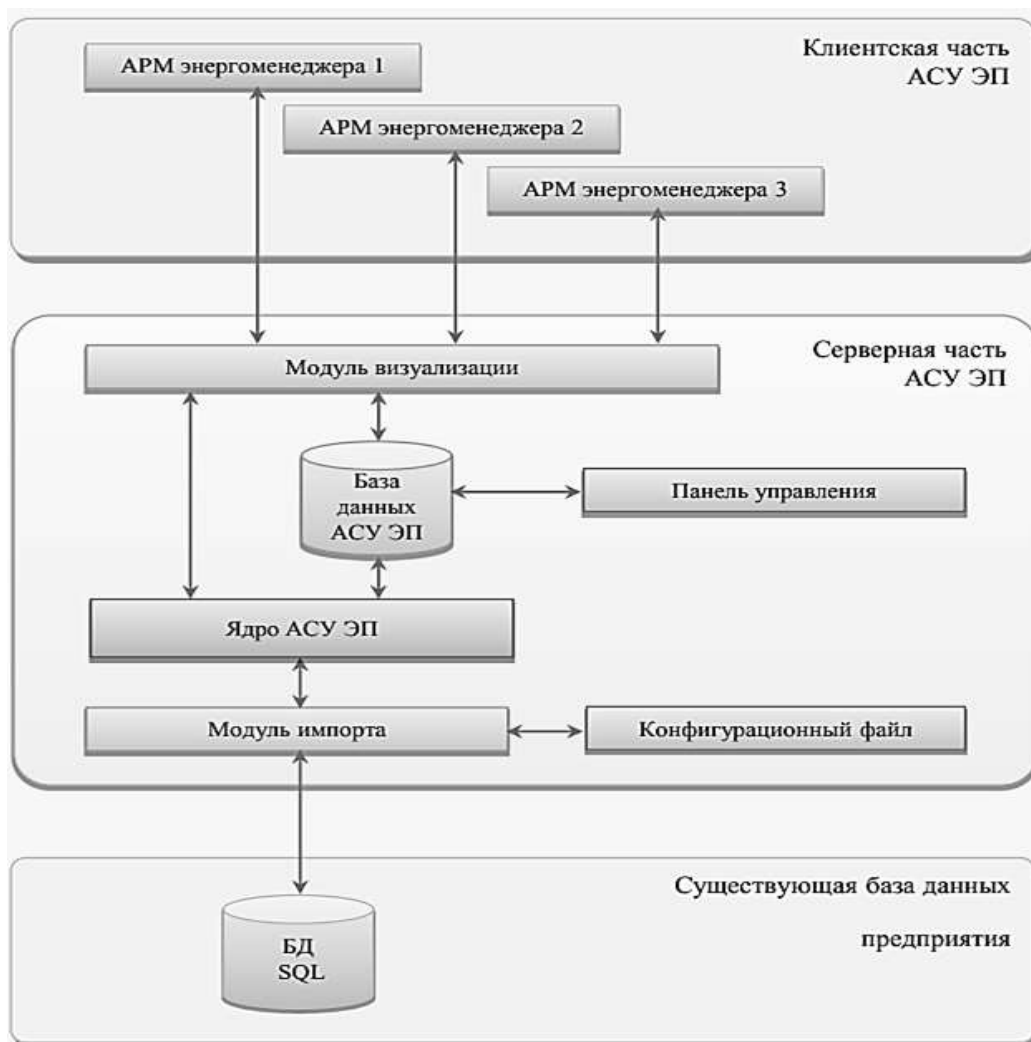 Клиентская часть
АСУ ЭП
АРМ энергоменеджера 1
АРМ энергоменеджера 2
АРМ энергоменеджера 3
Серверная часть
АСУ ЭП
Модуль визуализации
База
данных
АСУ ЭП
Панель управления
Ядро АСУ ЭП
Модуль импорта
Конфигурационный файл
Существующая база данных
предприятия
БД
SQL